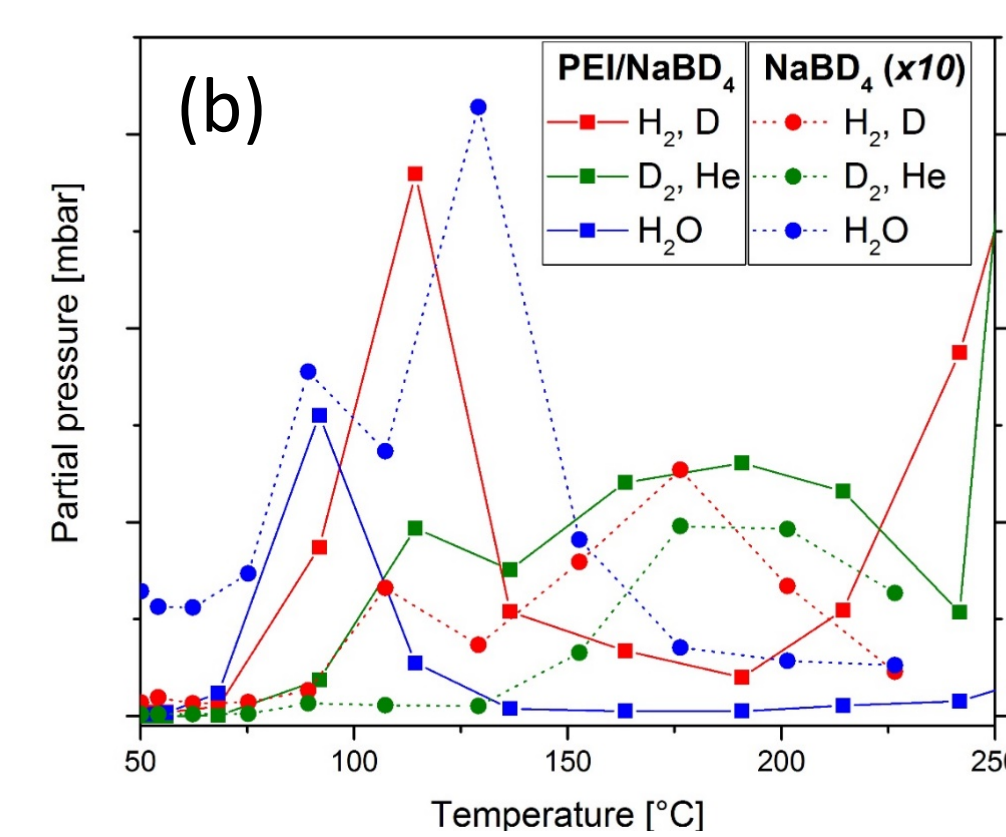 (b)
PEI/NaBD₄ NaBD₄ (x10)
H₂, D H₂, D
D₂, He D₂, He
H₂O H₂O
Partial pressure [mbar]
50 100 150 200 250
Temperature [°C]